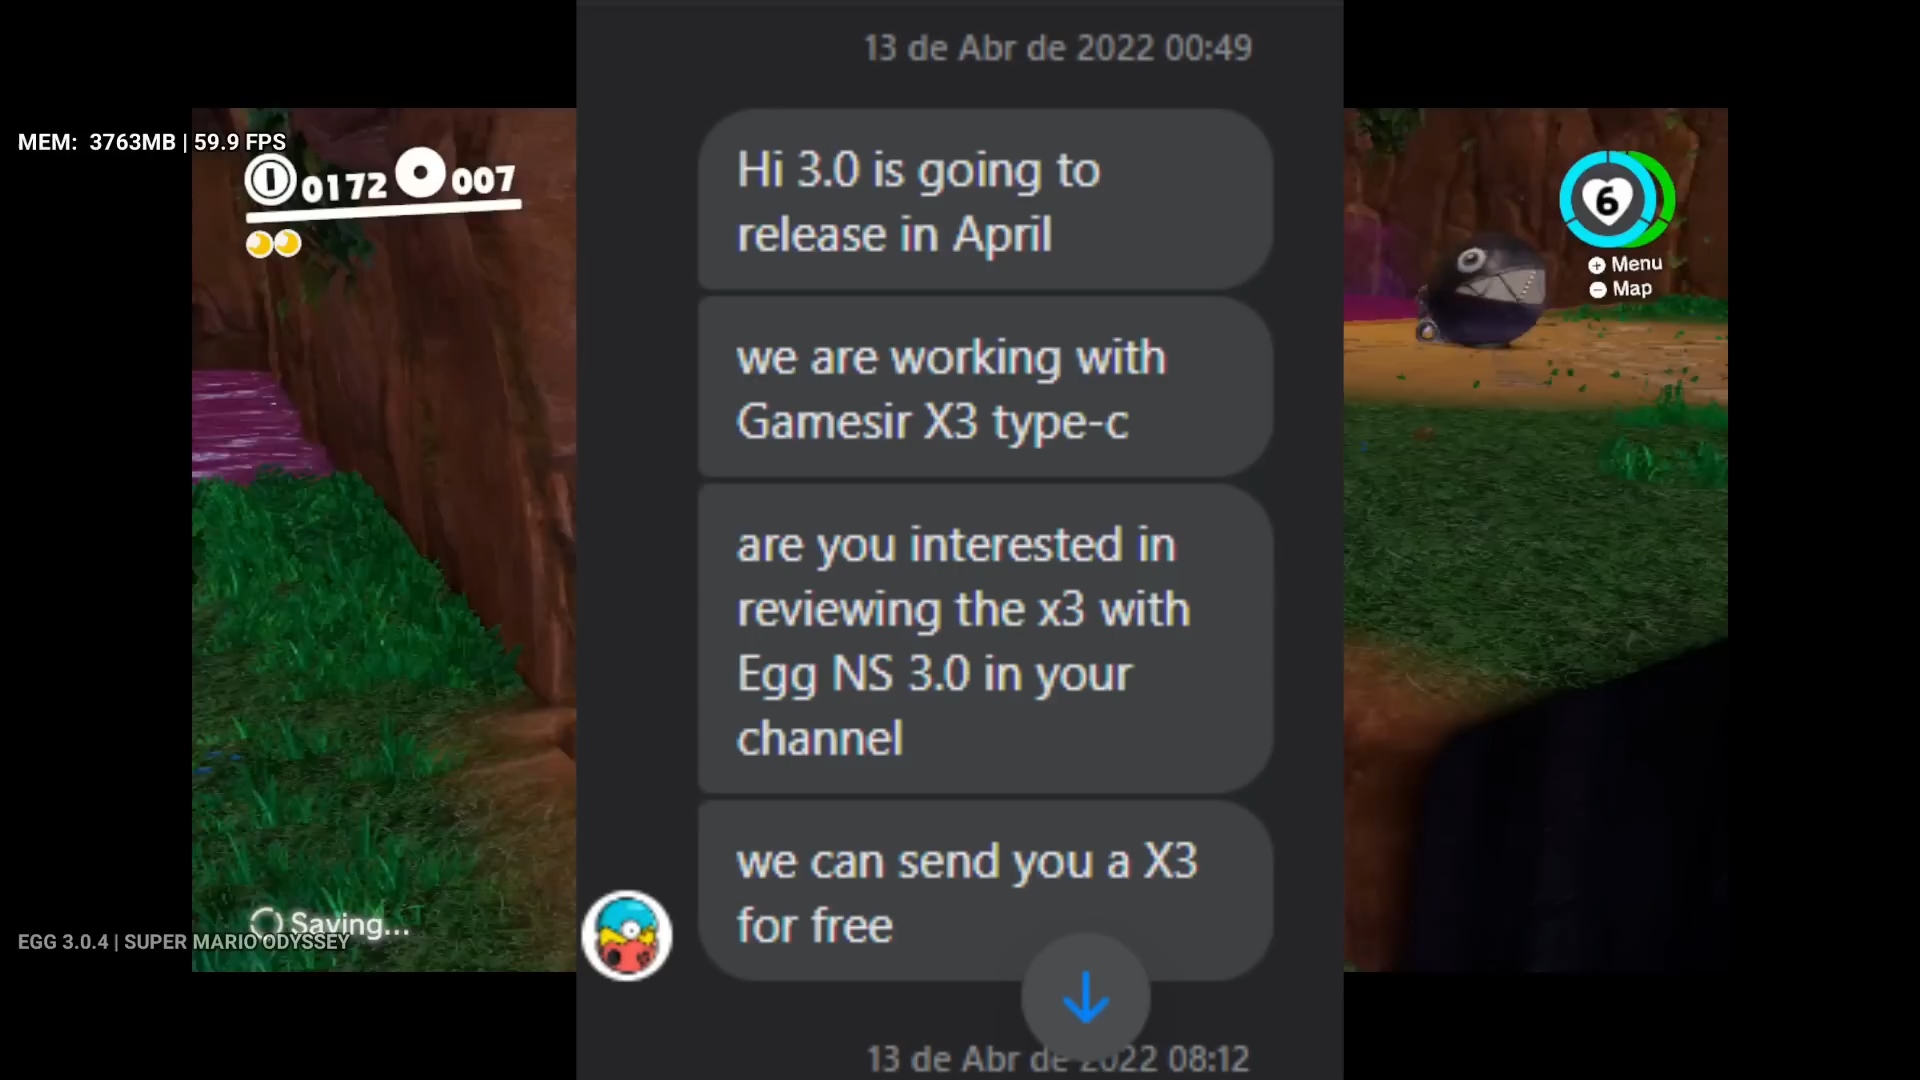 13 de Abr de 2022 00:49
Hi 3.0 is going to
release in April
we are working with
Gamesir X3 type-c
are you interested in
reviewing the x3 with
Egg NS 3.0 in your
channel
we can send you a X3
for free
13 de Abr de 2022 08:12
MEM: 3763MB | 59.9 FPS
0172 007
Saving...
EGG 3.0.4 | SUPER MARIO ODYSSEY
6
+ Menu
- Map